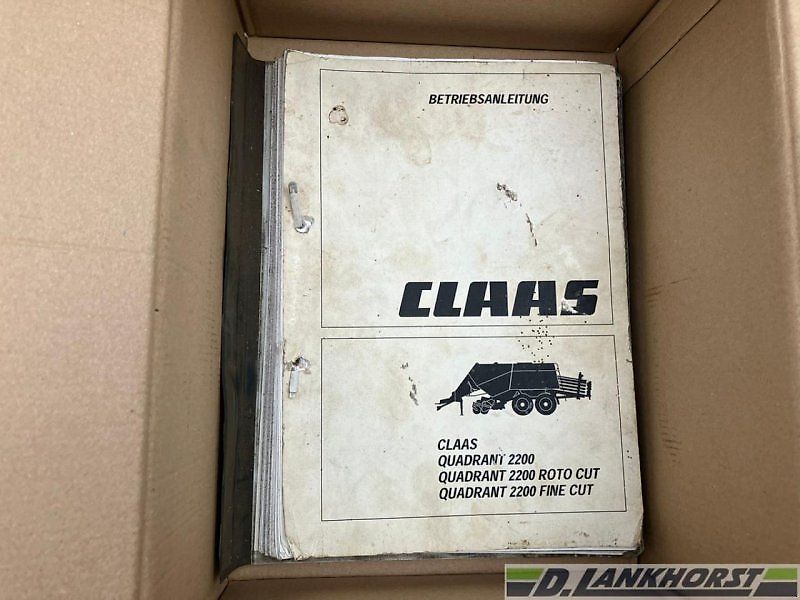 BETRIEBSANLEITUNG
CLAAS
CLAAS
QUADRANT 2200
QUADRANT 2200 ROTO CUT
QUADRANT 2200 FINE CUT
D. LANKHORST